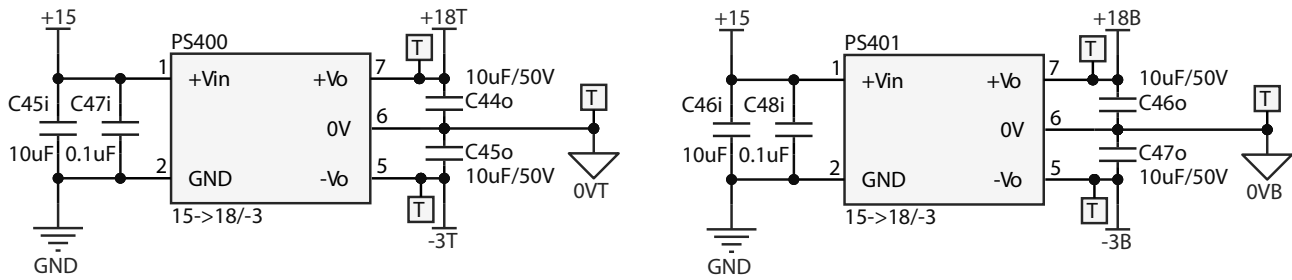 +15
PS400
1
+Vin
+Vo
7
T
+18T
10uF/50V
C44o
C45i
C47i
10uF
0.1uF
0V
6
T
0VT
C45o
10uF/50V
2
GND
-Vo
5
T
-3T
15->18/-3
GND
+15
PS401
1
+Vin
+Vo
7
T
+18B
10uF/50V
C46o
C46i
C48i
10uF
0.1uF
0V
6
T
0VB
C47o
10uF/50V
2
GND
-Vo
5
T
-3B
15->18/-3
GND